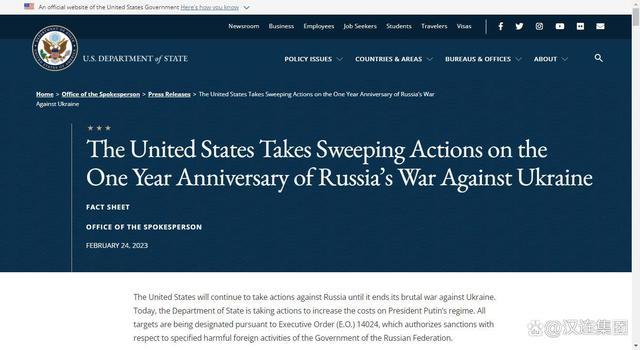 An official website of the United States Government Here's how you know
Newsroom Business Employees Job Seekers Students Travelers Visas
U.S. DEPARTMENT of STATE
POLICY ISSUES COUNTRIES & AREAS BUREAUS & OFFICES ABOUT
Home > Office of the Spokesperson > Press Releases > The United States Takes Sweeping Actions on the One Year Anniversary of Russia's War
Against Ukraine
The United States Takes Sweeping Actions on the
One Year Anniversary of Russia's War Against Ukraine
FACT SHEET
OFFICE OF THE SPOKESPERSON
FEBRUARY 24, 2023
The United States will continue to take actions against Russia until it ends its brutal war against Ukraine.
Today, the Department of State is taking actions to increase the costs on President Putin's regime. All
targets are being designated pursuant to Executive Order (E.O.) 14024, which authorizes sanctions with
respect to specified harmful foreign activities of the Government of the Russian Federation.
@汉连集团